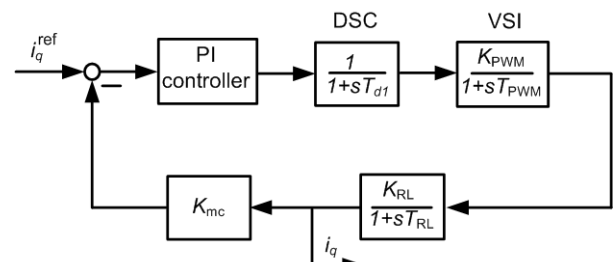 DSC VSI
i_q^ref
PI
controller
1
1+sT_d1
K_PWM
1+sT_PWM
K_mc
K_RL
1+sT_RL
i_q